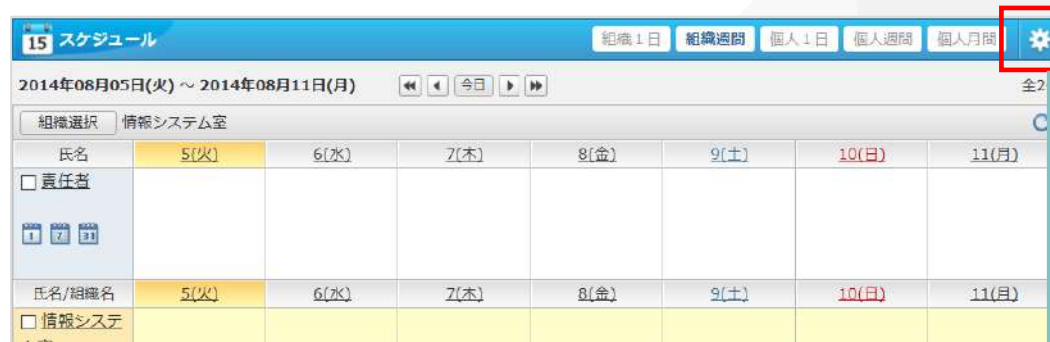 15 スケジュール 組織1日 組織週間 個人1日 個人週間 個人月間
2014年08月05日(火) ～ 2014年08月11日(月) 今日 全2
組織選択 情報システム室
氏名 5(火) 6(水) 7(木) 8(金) 9(土) 10(日) 11(月)
責任者
1 7 31
氏名/組織名 5(火) 6(水) 7(木) 8(金) 9(土) 10(日) 11(月)
情報システ